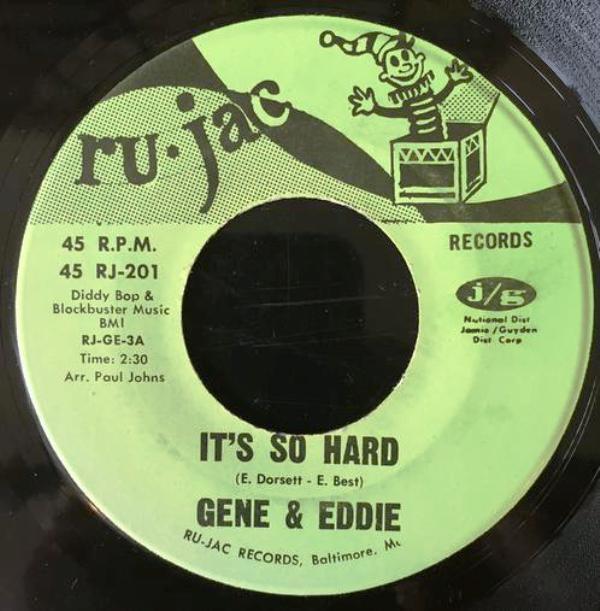 ru·jac
45 R.P.M.
45 RJ-201
Diddy Bop &
Blockbuster Music
BMI
RJ-GE-3A
Time: 2:30
Arr. Paul Johns
RECORDS
j/g
National Dist
Jamie/Guyden
Dist Corp
IT'S SO HARD
(E. Dorsett - E. Best)
GENE & EDDIE
RU-JAC RECORDS, Baltimore,